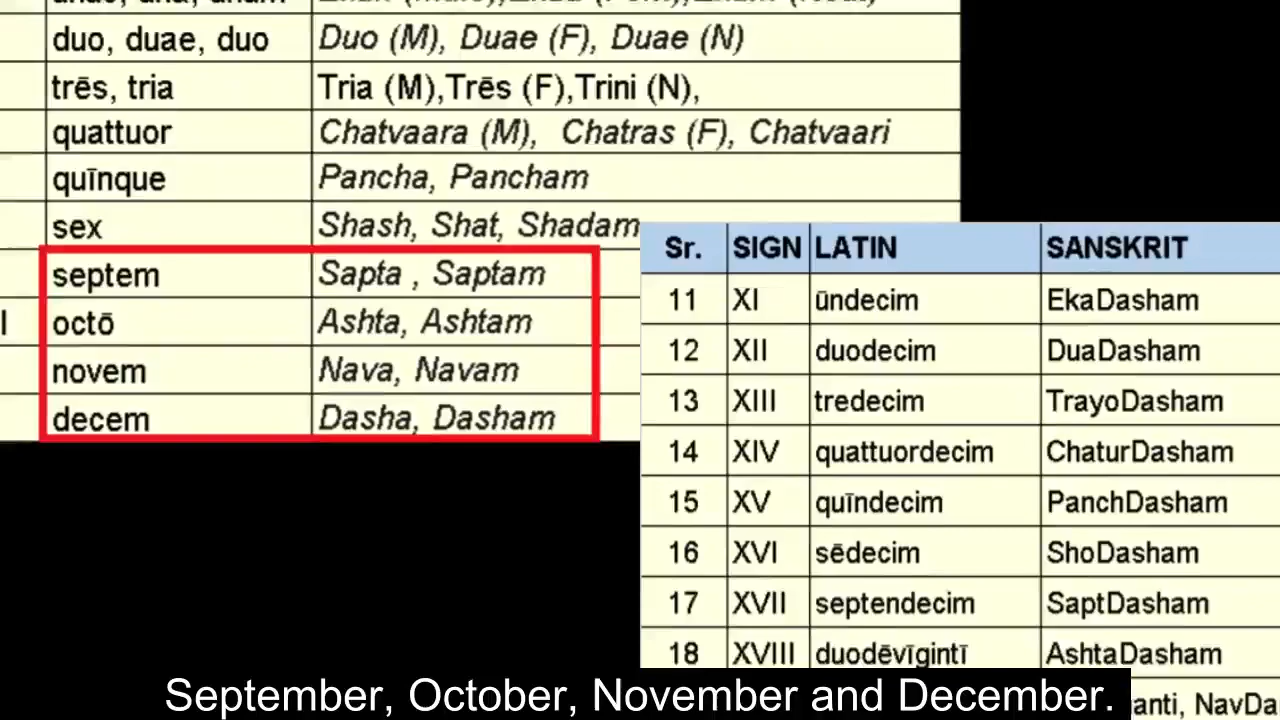 duo, duae, duo Duo (M), Duae (F), Duae (N)
três, tria Tria (M),Três (F),Trini (N),
quattuor Chatvaara (M), Chatras (F), Chatvaari
quīnque Pancha, Pancham
sex Shash, Shat, Shadam
septem Sapta , Saptam
octō Ashta, Ashtam
novem Nava, Navam
decem Dasha, Dasham
Sr. SIGN LATIN SANSKRIT
11 XI ūndecim EkaDasham
12 XII duodecim DuaDasham
13 XIII tredecim TrayoDasham
14 XIV quattuordecim ChaturDasham
15 XV quīndecim PanchDasham
16 XVI sēdecim ShoDasham
17 XVII septendecim SaptDasham
18 XVIII duodēvīgintī AshtaDasham
September, October, November and December.